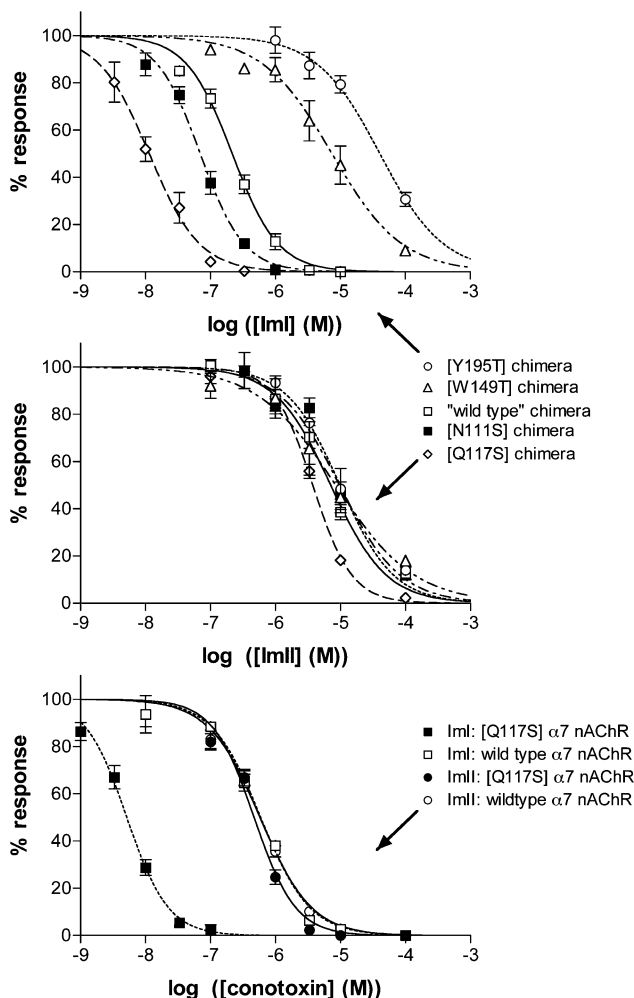 100
80
60
40
20
0
% response
-9 -8 -7 -6 -5 -4 -3
log ([ImI] (M))
[Y195T] chimera
[W149T] chimera
"wild type" chimera
[N111S] chimera
[Q117S] chimera
100
80
60
40
20
0
% response
-9 -8 -7 -6 -5 -4 -3
log ([ImII] (M))
ImI: [Q117S] α7 nAChR
ImI: wild type α7 nAChR
ImII: [Q117S] α7 nAChR
ImII: wildtype α7 nAChR
100
80
60
40
20
0
% response
-9 -8 -7 -6 -5 -4 -3
log ([conotoxin] (M))